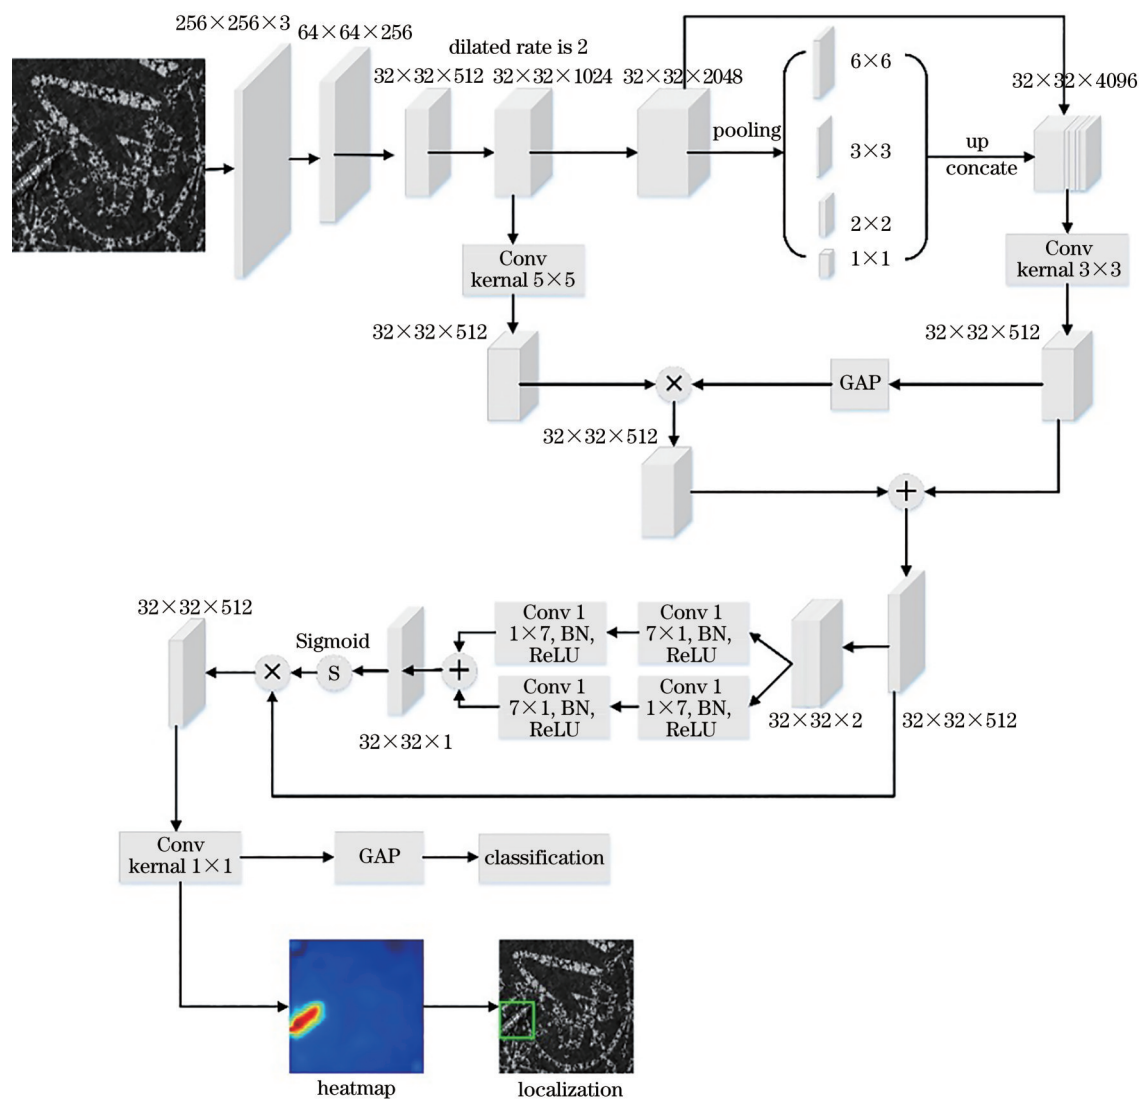 256×256×3
64×64×256
dilated rate is 2
32×32×512
32×32×1024
32×32×2048
6×6
32×32×4096
pooling
3×3
up
concate
2×2
1×1
Conv
kernal 5×5
Conv
kernal 3×3
32×32×512
32×32×512
×
GAP
32×32×512
+
32×32×512
Sigmoid
Conv 1
1×7, BN,
ReLU
Conv 1
7×1, BN,
ReLU
×
S
+
Conv 1
7×1, BN,
ReLU
Conv 1
1×7, BN,
ReLU
32×32×1
32×32×2
32×32×512
Conv
kernal 1×1
GAP
classification
heatmap
localization